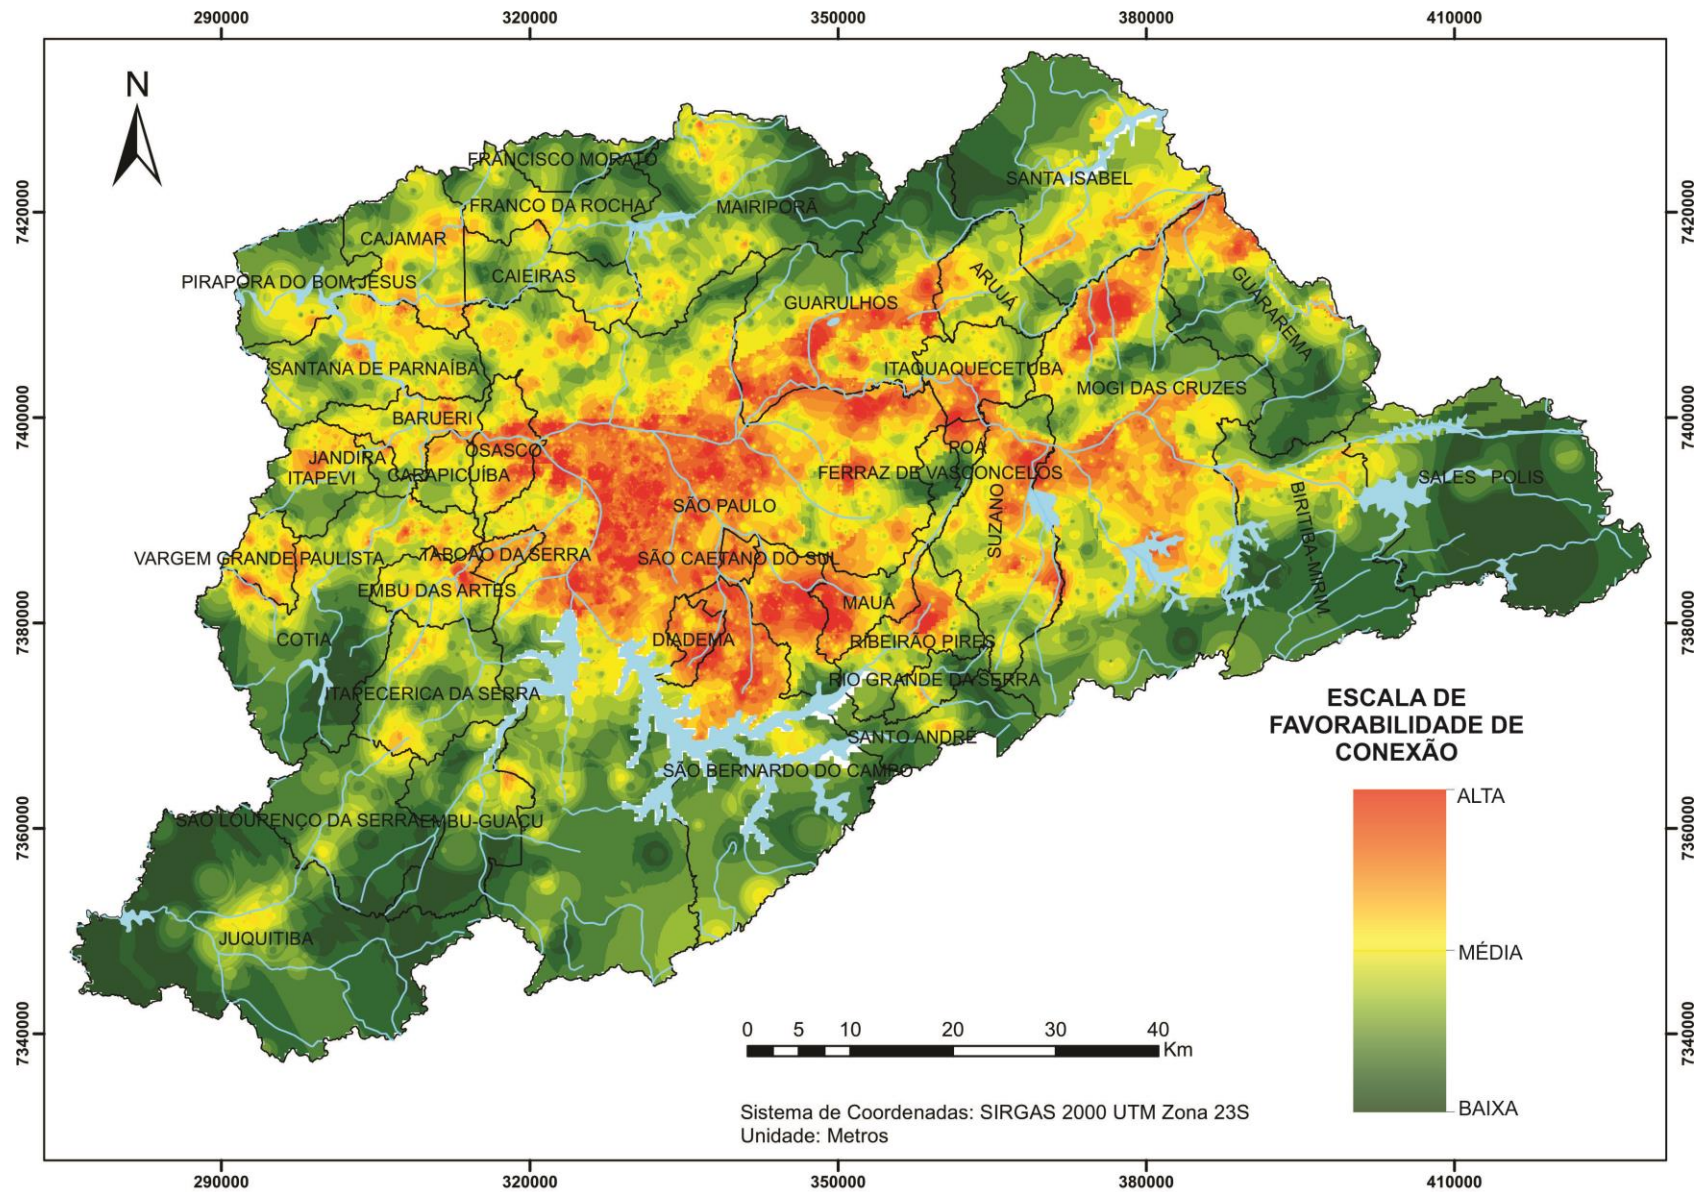 290000 320000 350000 380000 410000
N
FRANCISCO MORATO
SANTA ISABEL
7420000 FRANCO DA ROCHA MAIRIPORÃ 7420000
CAJAMAR
PIRAPORA DO BOM JESUS CAIEIRAS ARUJÁ
GUARULHOS GUARAREMA
SANTANA DE PARNAÍBA ITAQUAQUECETUBA
MOGI DAS CRUZES
7400000 BARUERI 7400000
OSASCO POÁ
JANDIRA
ITAPEVI CARAPICUÍBA FERRAZ DE VASCONCELOS SALES POLIS
SÃO PAULO SUZANO BIRITIBA-MIRIM
VARGEM GRANDE PAULISTA TABOÃO DA SERRA SÃO CAETANO DO SUL
EMBU DAS ARTES MAUÁ
7380000 7380000
COTIA DIADEMA RIBEIRÃO PIRES
RIO GRANDE DA SERRA
ITAPECERICA DA SERRA
SANTO ANDRÉ
SÃO BERNARDO DO CAMPO
SÃO LOURENÇO DA SERRA EMBU-GUAÇU
7360000 7360000
JUQUITIBA
7340000 7340000
ESCALA DE
FAVORABILIDADE DE
CONEXÃO
ALTA
MÉDIA
BAIXA
0 5 10 20 30 40
Km
Sistema de Coordenadas: SIRGAS 2000 UTM Zona 23S
Unidade: Metros
290000 320000 350000 380000 410000